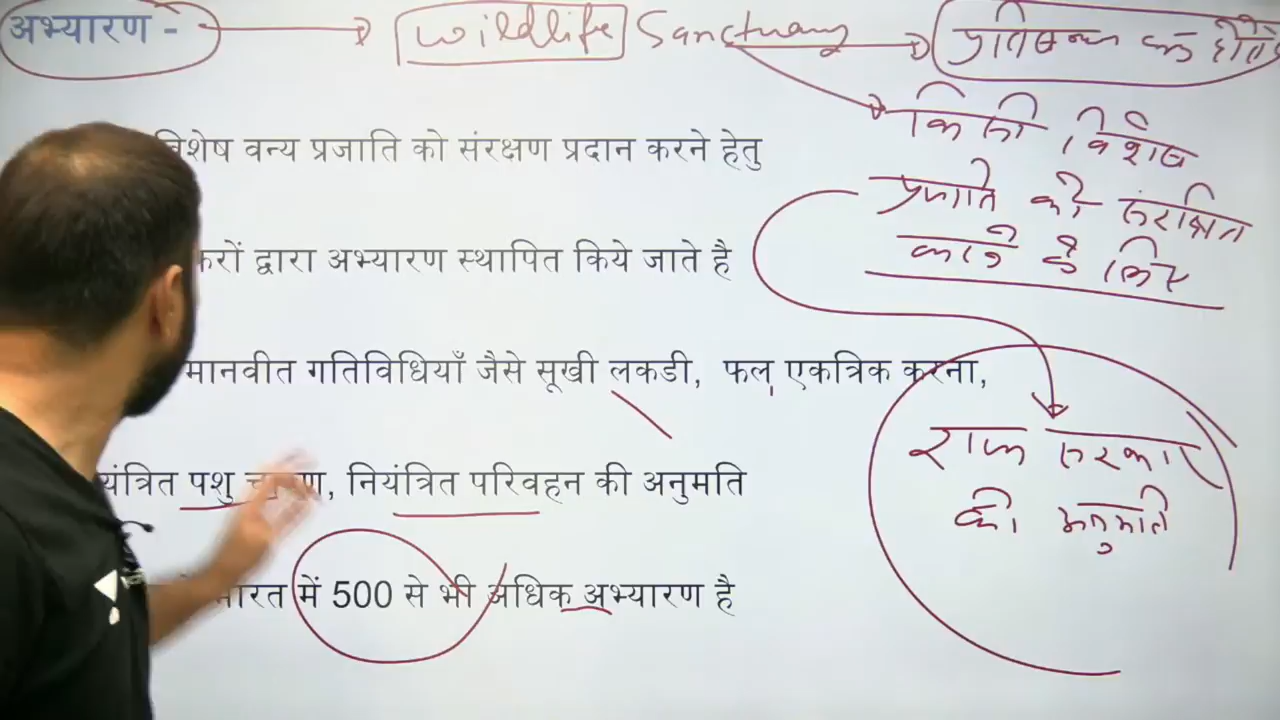 अभ्यारण -
Wildlife Sanctuary
प्रतिबन्ध कम होते
किसी विशेष
प्रजाति को संरक्षित
करने के लिए
विशेष वन्य प्रजाति को संरक्षण प्रदान करने हेतु
द्वारा अभ्यारण स्थापित किये जाते है
मानवीत गतिविधियाँ जैसे सूखी लकडी, फल एकत्रिक करना,
राज्य सरकार
की अनुमति
पशु नियंत्रित परिवहन की अनुमति
भारत में 500 से भी अधिक अभ्यारण है